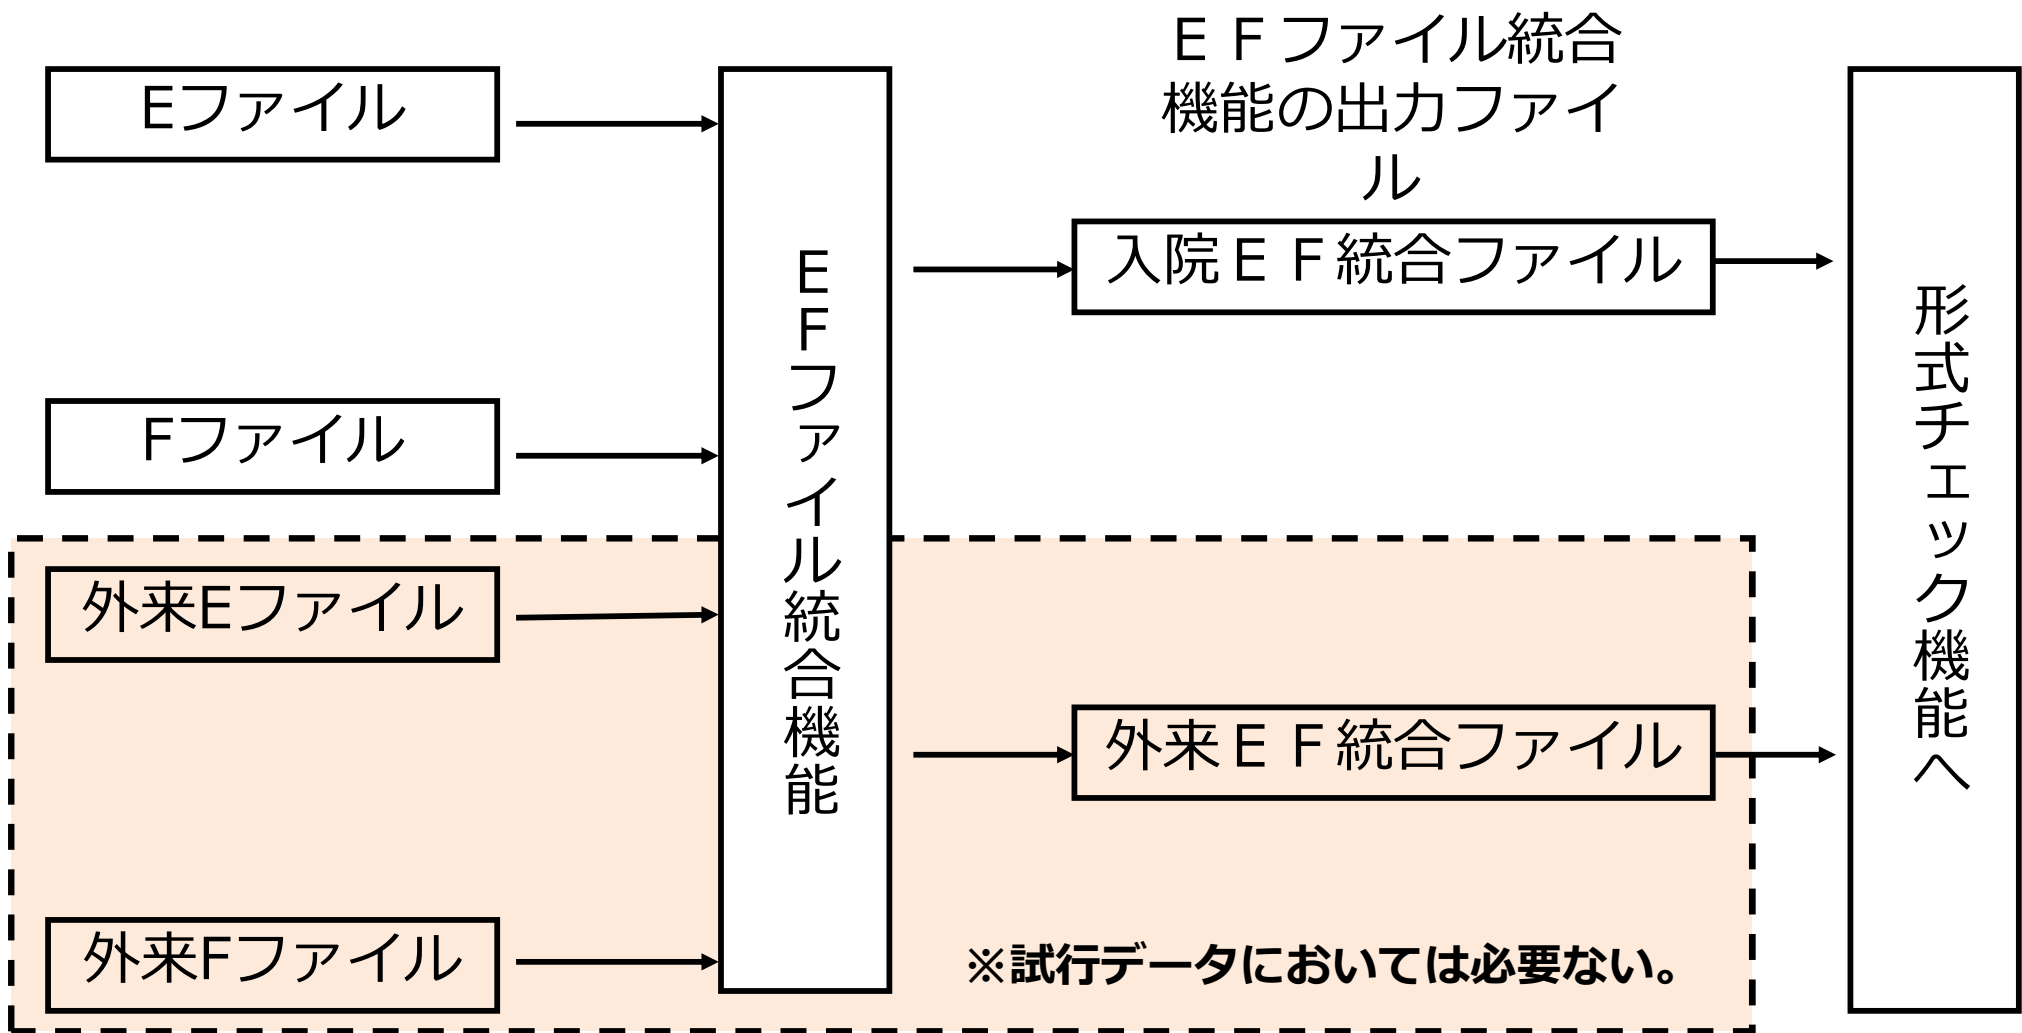 ＥＦファイル統合
機能の出力ファイ
ル
Eファイル
Fファイル
外来Eファイル
外来Fファイル
ＥＦファイル統合機能
入院ＥＦ統合ファイル
外来ＥＦ統合ファイル
※試行データにおいては必要ない。
形式チェック機能へ